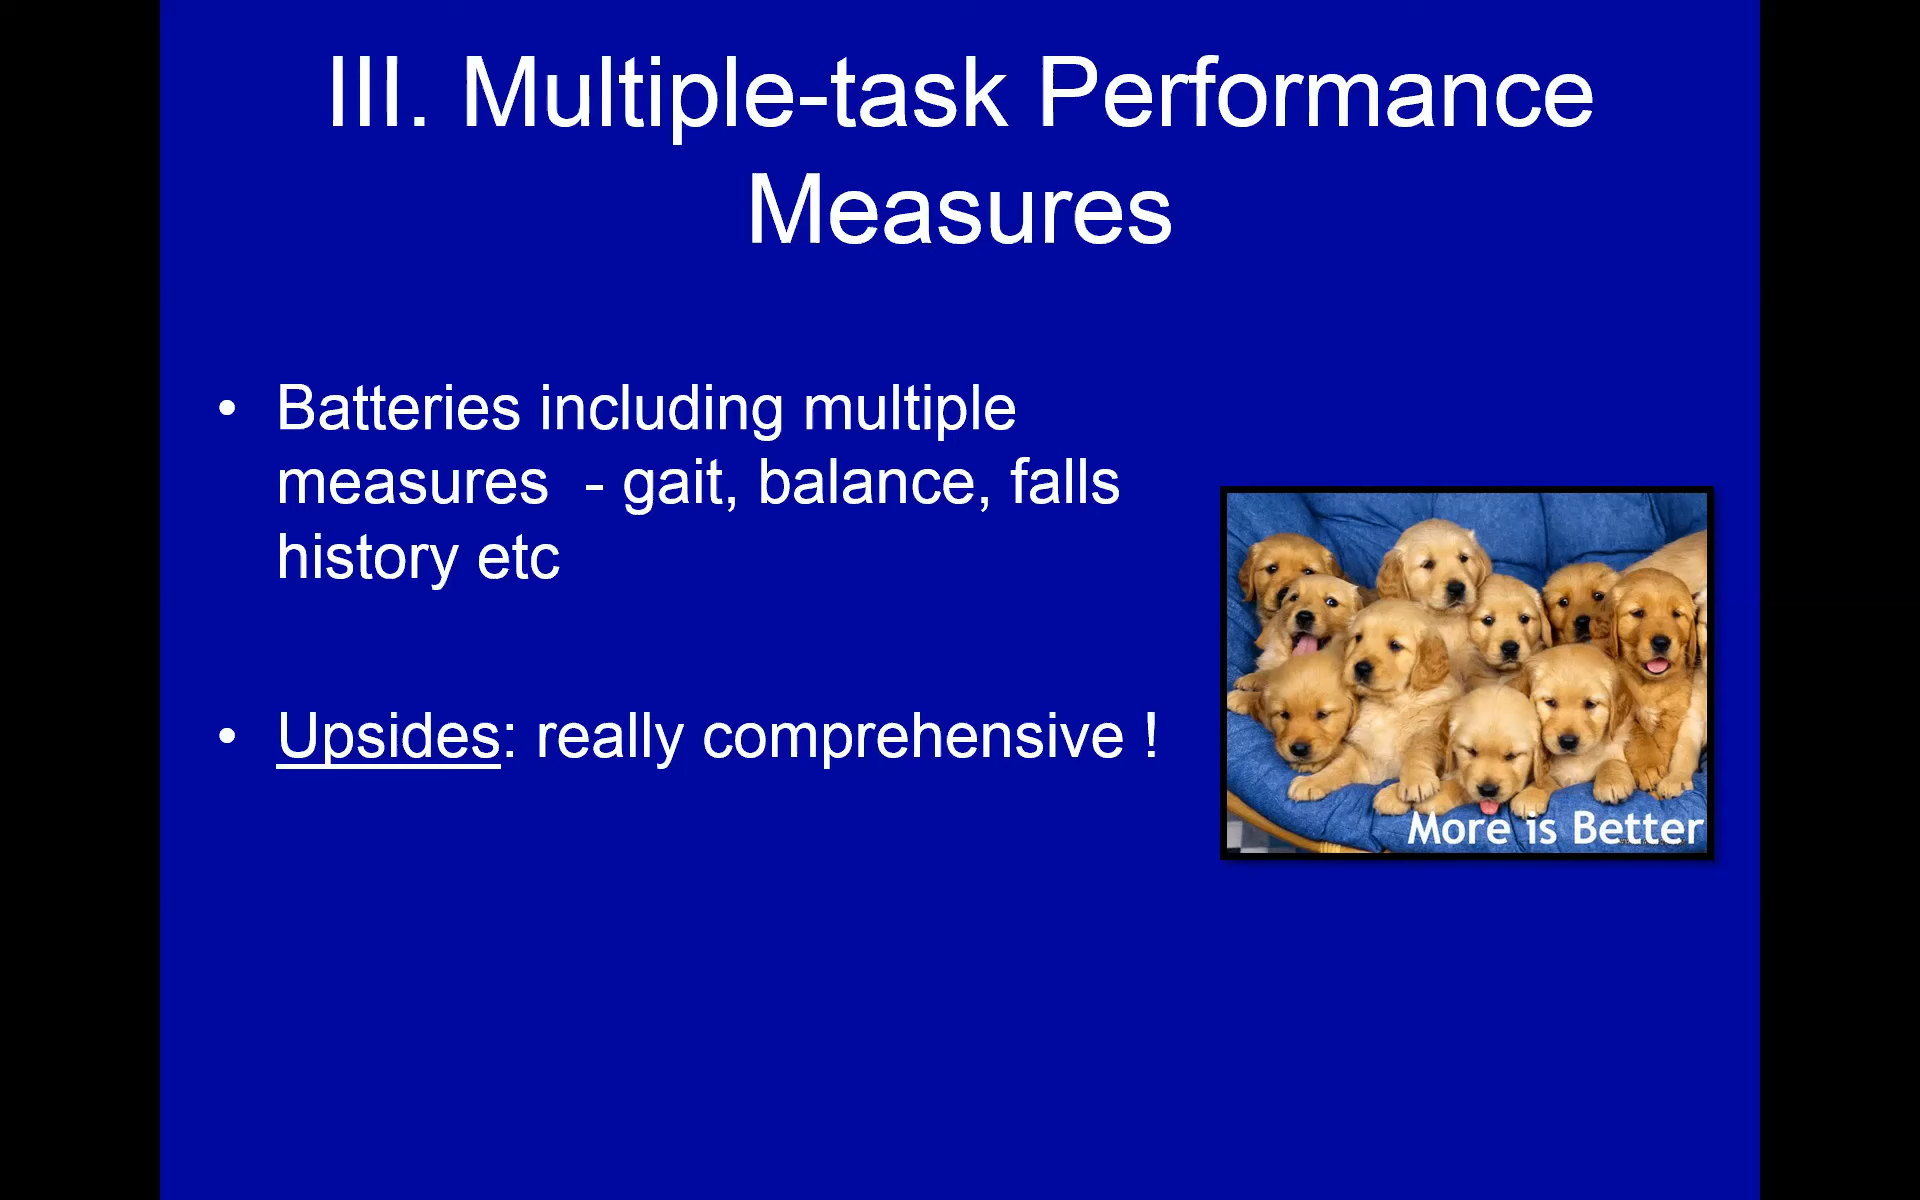 III. Multiple-task Performance
Measures
• Batteries including multiple
measures  - gait, balance, falls
history etc
• Upsides: really comprehensive !
More is Better